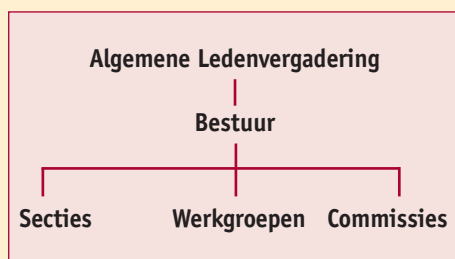 Algemene Ledenvergadering
Bestuur
Secties Werkgroepen Commissies